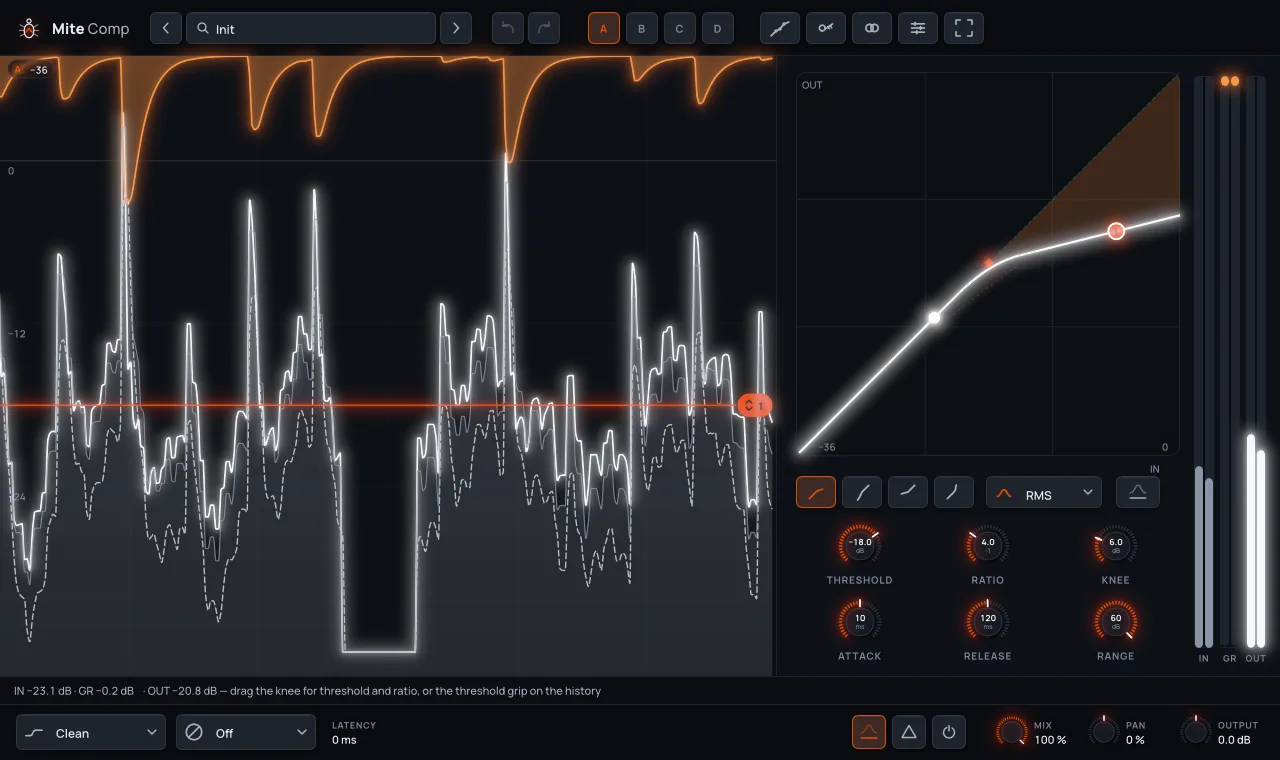 Mite Comp
Init
A B C D
A −36
0
−12
−24
1
OUT
−36
0
IN
RMS
−18.0
dB
THRESHOLD
4.0
:1
RATIO
6.0
dB
KNEE
10
ms
ATTACK
120
ms
RELEASE
60
dB
RANGE
IN GR OUT
IN −23.1 dB · GR −0.2 dB · OUT −20.8 dB — drag the knee for threshold and ratio, or the threshold grip on the history
Clean
Off
LATENCY
0 ms
MIX
100 %
PAN
0 %
OUTPUT
0.0 dB